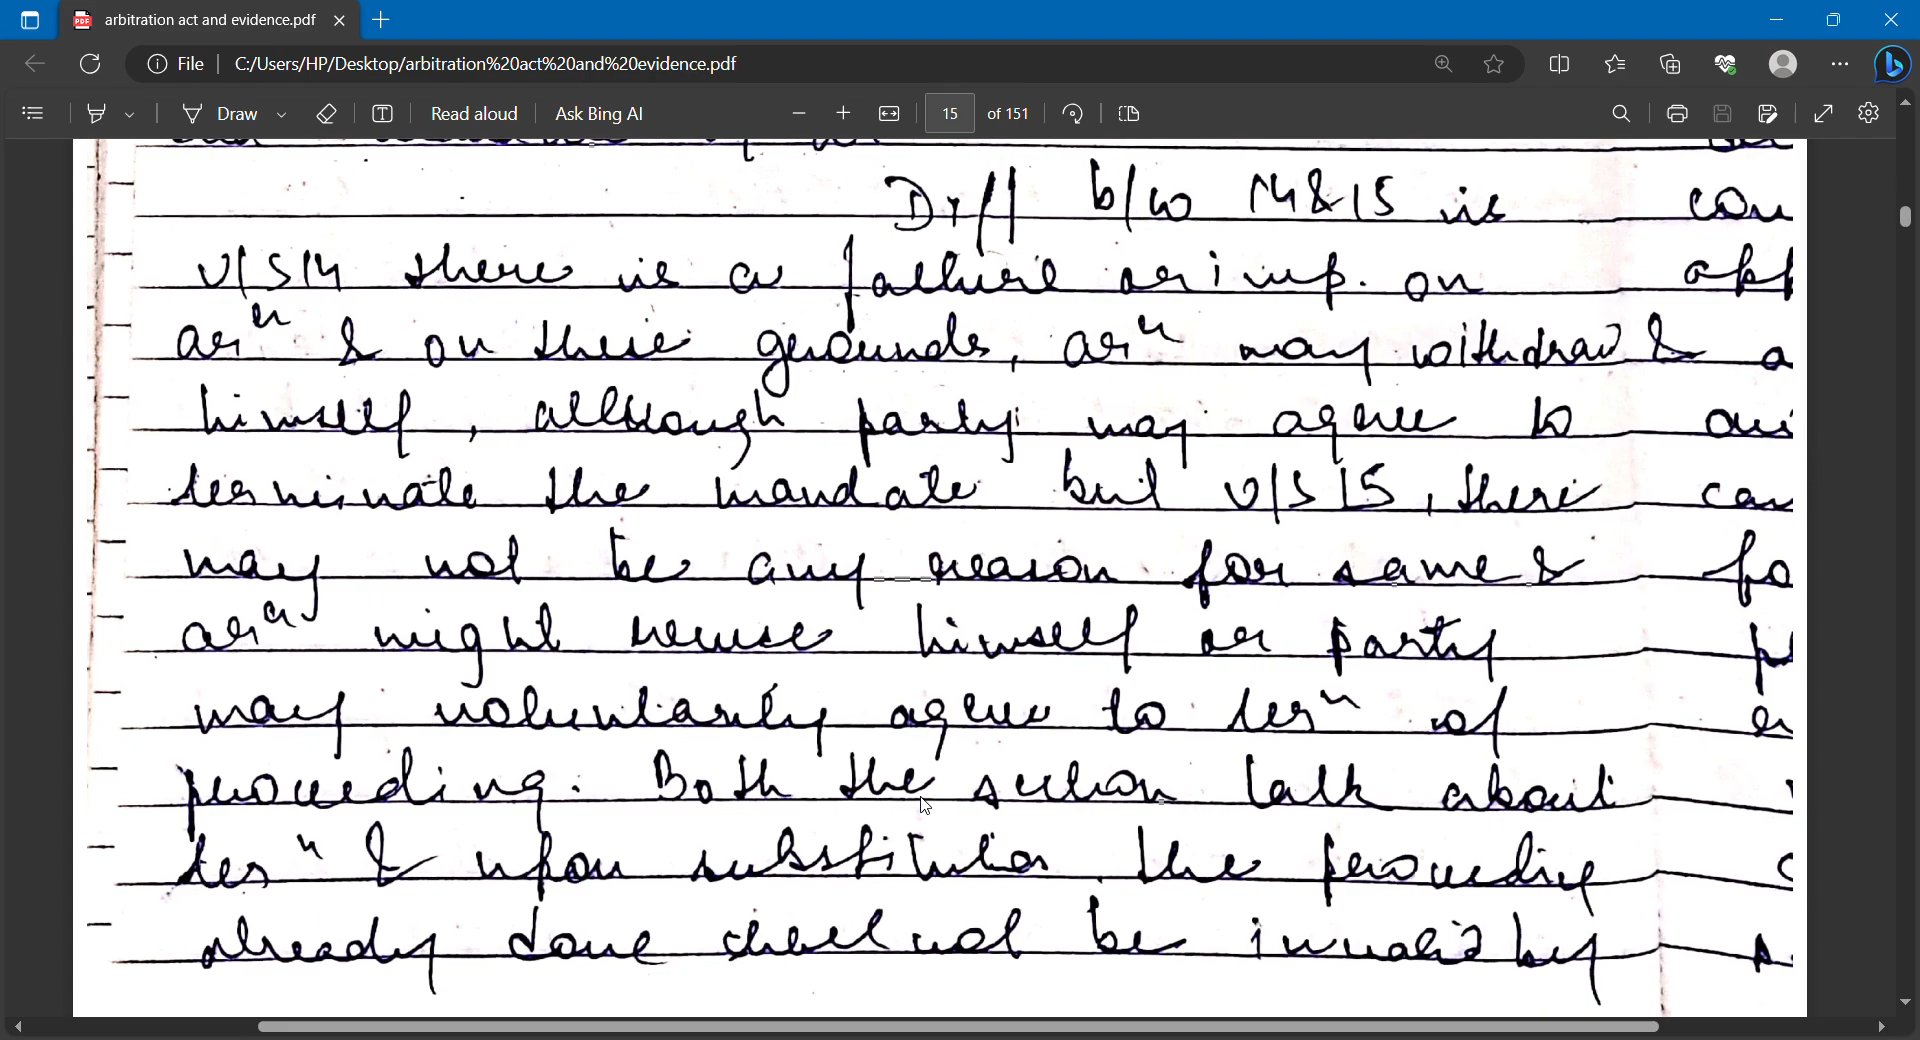 arbitration act and evidence.pdf
File
C:/Users/HP/Desktop/arbitration%20act%20and%20evidence.pdf
Draw
Read aloud
Ask Bing AI
15 of 151
Diff b/w 14 & 15 is
u/S14 there is a failure or imp. on
arⁿ & on these grounds, arⁿ may withdraw
himself, although party may agree to
terminate the mandate but u/S 15, there
may not be any reason for same &
arⁿ might recuse himself or party
may voluntarily agree to terⁿ of
proceeding. Both the section talk about
terⁿ & upon substitution the proceeding
already done shall not be invalid by